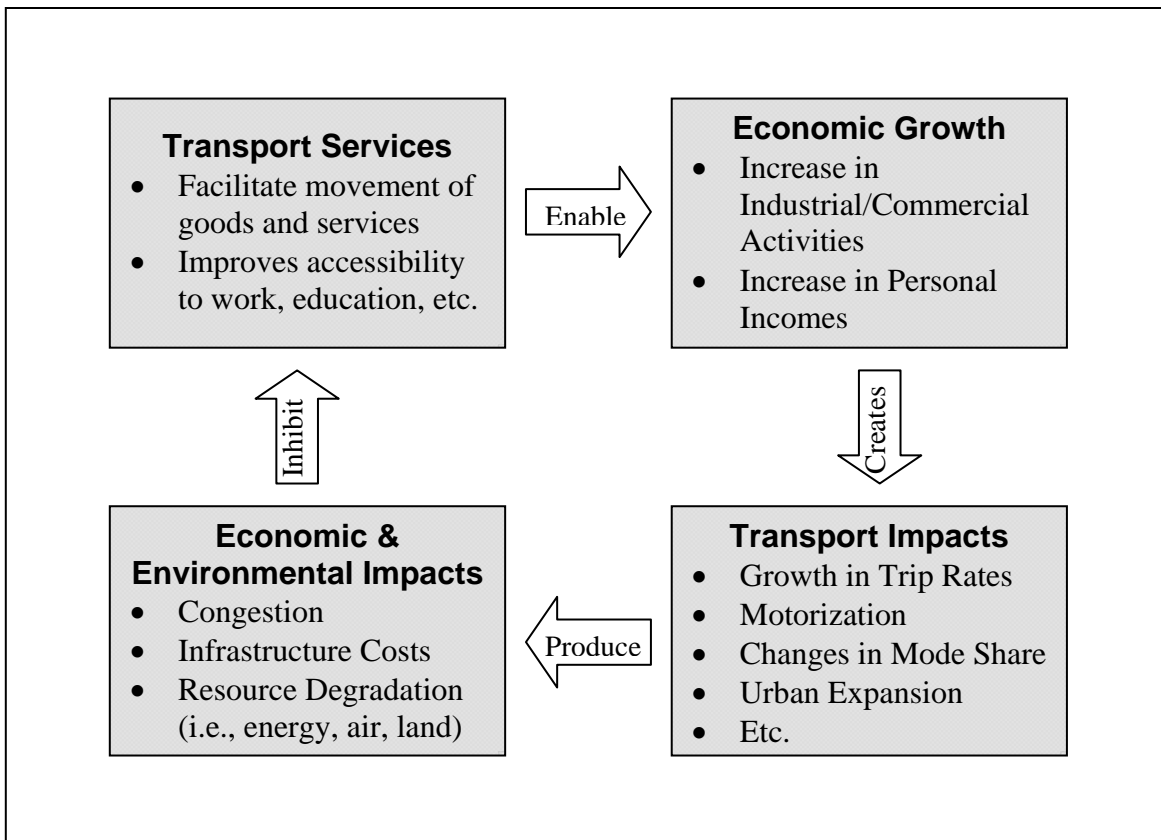 Transport Services
• Facilitate movement of
goods and services
• Improves accessibility
to work, education, etc.
Enable
Economic Growth
• Increase in
Industrial/Commercial
Activities
• Increase in Personal
Incomes
Creates
Transport Impacts
• Growth in Trip Rates
• Motorization
• Changes in Mode Share
• Urban Expansion
• Etc.
Produce
Economic &
Environmental Impacts
• Congestion
• Infrastructure Costs
• Resource Degradation
(i.e., energy, air, land)
Inhibit